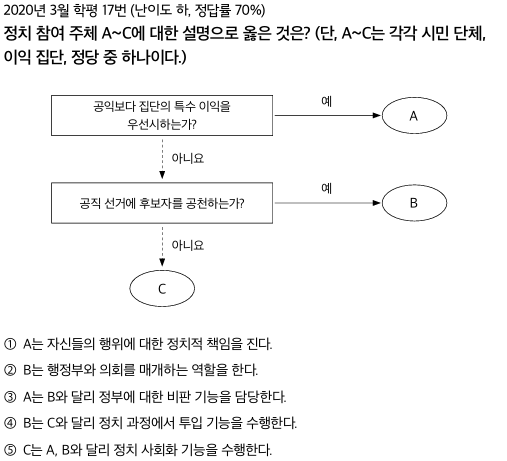 2020년 3월 학평 17번 (난이도 하, 정답률 70%)
정치 참여 주체 A~C에 대한 설명으로 옳은 것은? (단, A~C는 각각 시민 단체,
이익 집단, 정당 중 하나이다.)
공익보다 집단의 특수 이익을
우선시하는가?
예
A
아니요
공직 선거에 후보자를 공천하는가?
예
B
아니요
C
① A는 자신들의 행위에 대한 정치적 책임을 진다.
② B는 행정부와 의회를 매개하는 역할을 한다.
③ A는 B와 달리 정부에 대한 비판 기능을 담당한다.
④ B는 C와 달리 정치 과정에서 투입 기능을 수행한다.
⑤ C는 A, B와 달리 정치 사회화 기능을 수행한다.